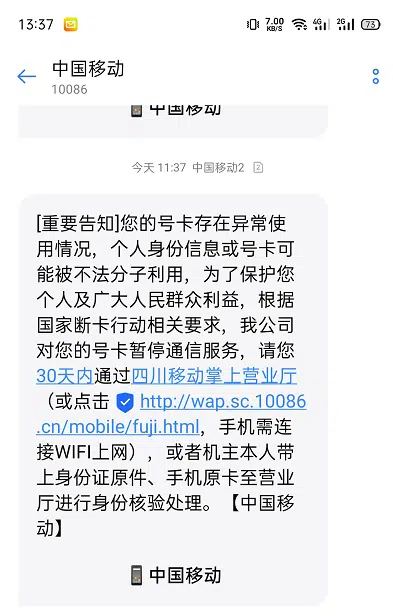 13:37
7.00 KB/S 4G 2G 73
中国移动
10086
中国移动
今天 11:37 中国移动2 2
[重要告知]您的号卡存在异常使
用情况，个人身份信息或号卡可
能被不法分子利用，为了保护您
个人及广大人民群众利益，根据
国家断卡行动相关要求，我公司
对您的号卡暂停通信服务，请您
30天内通过四川移动掌上营业厅
（或点击 http://wap.sc.10086
.cn/mobile/fuji.html，手机需连
接WIFI上网），或者机主本人带
上身份证原件、手机原卡至营业
厅进行身份核验处理。【中国移
动】
中国移动